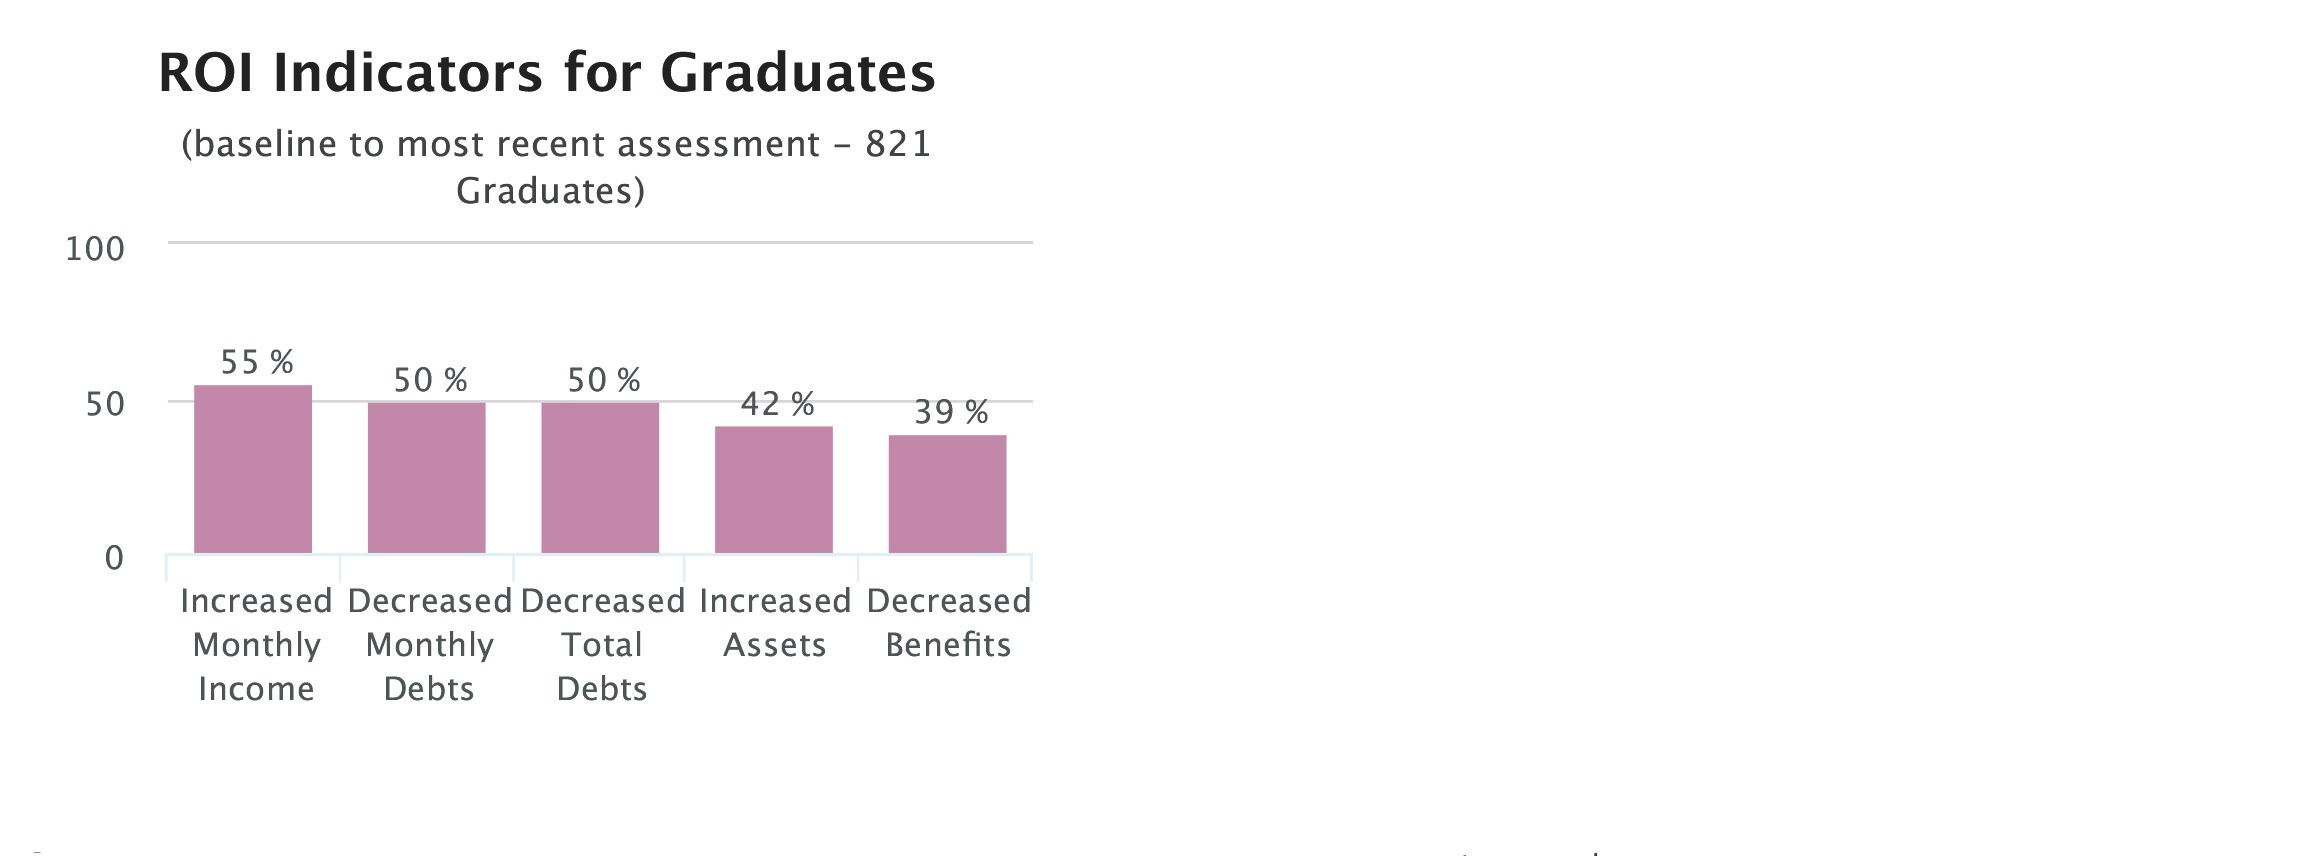 ROI Indicators for Graduates
(baseline to most recent assessment – 821
Graduates)
100
50
0
55 %
50 %
50 %
42 %
39 %
Increased
Monthly
Income
Decreased
Monthly
Debts
Decreased
Total
Debts
Increased
Assets
Decreased
Benefits